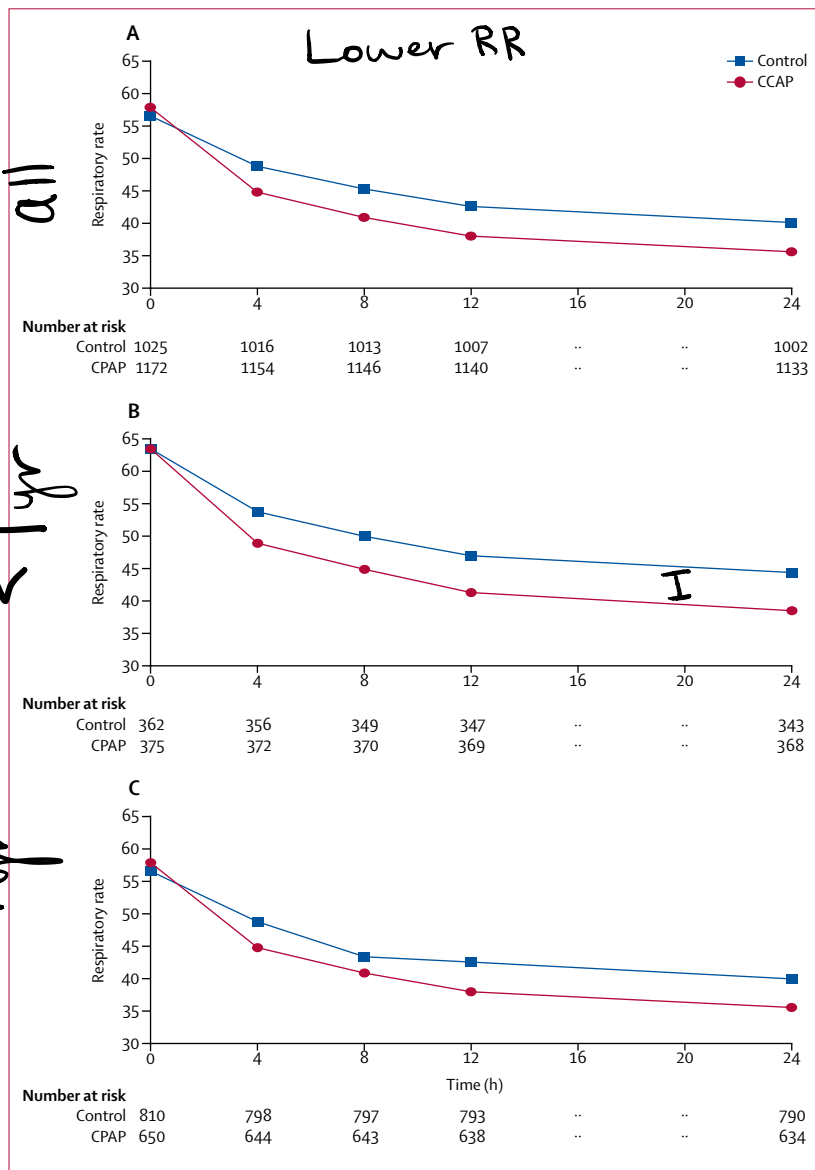 A
Lower RR
Control
CCAP
all
Respiratory rate
65
60
55
50
45
40
35
30
0 4 8 12 16 20 24
Number at risk
Control 1025 1016 1013 1007 .. .. 1002
CPAP 1172 1154 1146 1140 .. .. 1133
B
< 1 yr
Respiratory rate
65
60
55
50
45
40
35
30
I
0 4 8 12 16 20 24
Number at risk
Control 362 356 349 347 .. .. 343
CPAP 375 372 370 369 .. .. 368
C
Respiratory rate
65
60
55
50
45
40
35
30
0 4 8 12 16 20 24
Time (h)
Number at risk
Control 810 798 797 793 .. .. 790
CPAP 650 644 643 638 .. .. 634